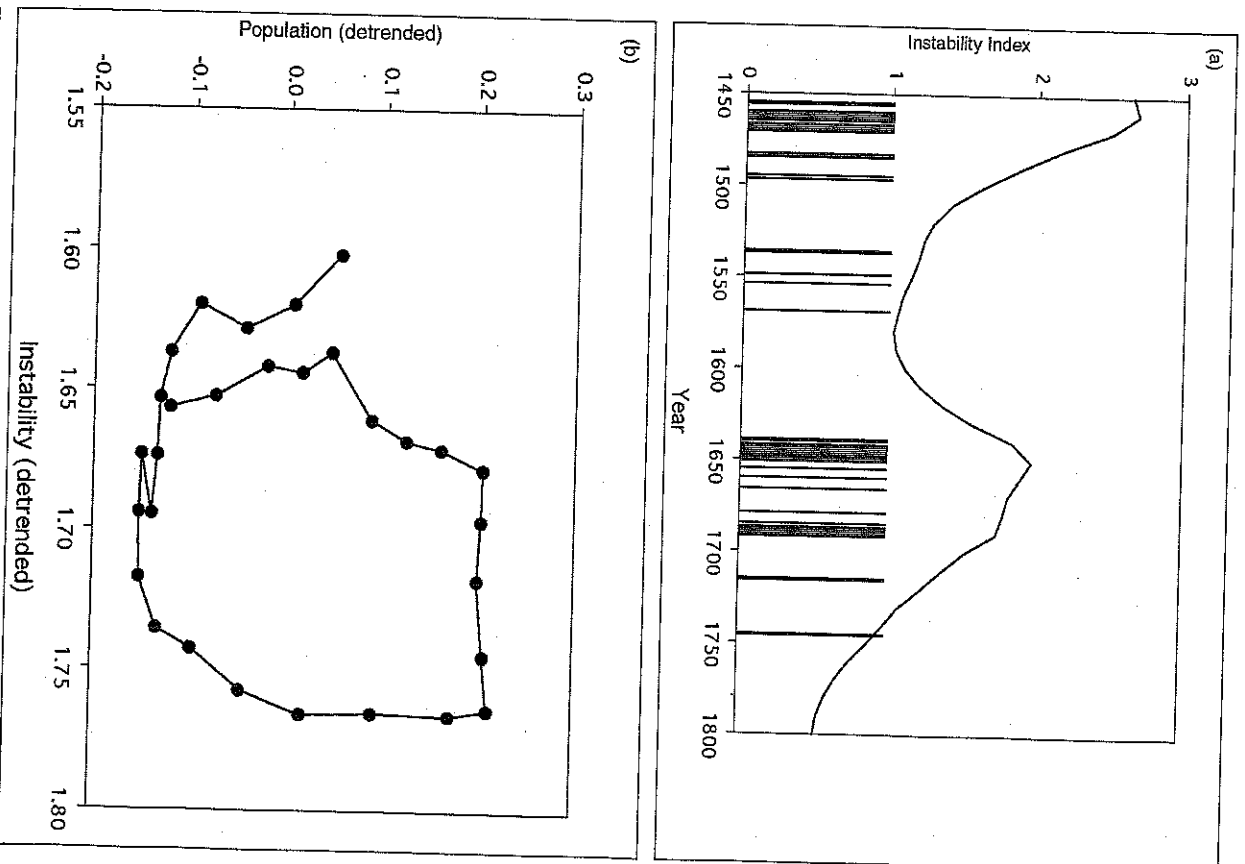 (a)
Instability Index
3
2
1
0
1450 1500 1550 1600 1650 1700 1750 1800
Year
(b)
Population (detrended)
0.3
0.2
0.1
0.0
-0.1
-0.2
1.55 1.60 1.65 1.70 1.75 1.80
Instability (detrended)